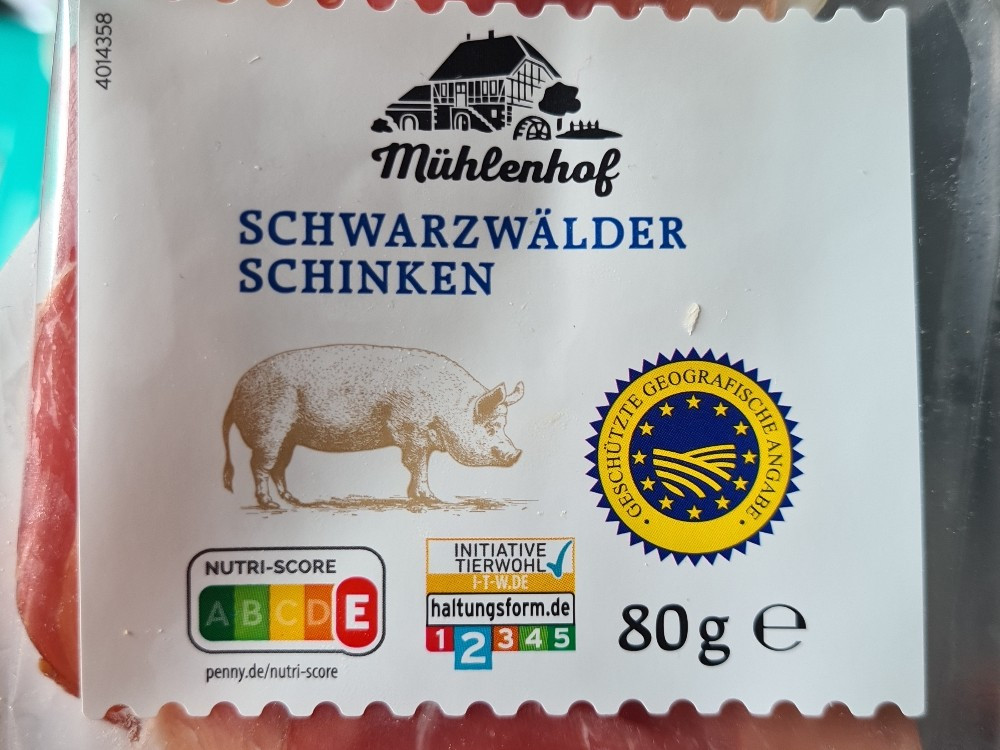 4014358
Mühlenhof
SCHWARZWÄLDER
SCHINKEN
· GESCHÜTZTE GEOGRAFISCHE ANGABE ·
NUTRI-SCORE
A B C D E
penny.de/nutri-score
INITIATIVE
TIERWOHL
I-T-W.DE
haltungsform.de
1 2 3 4 5
80 g ℮